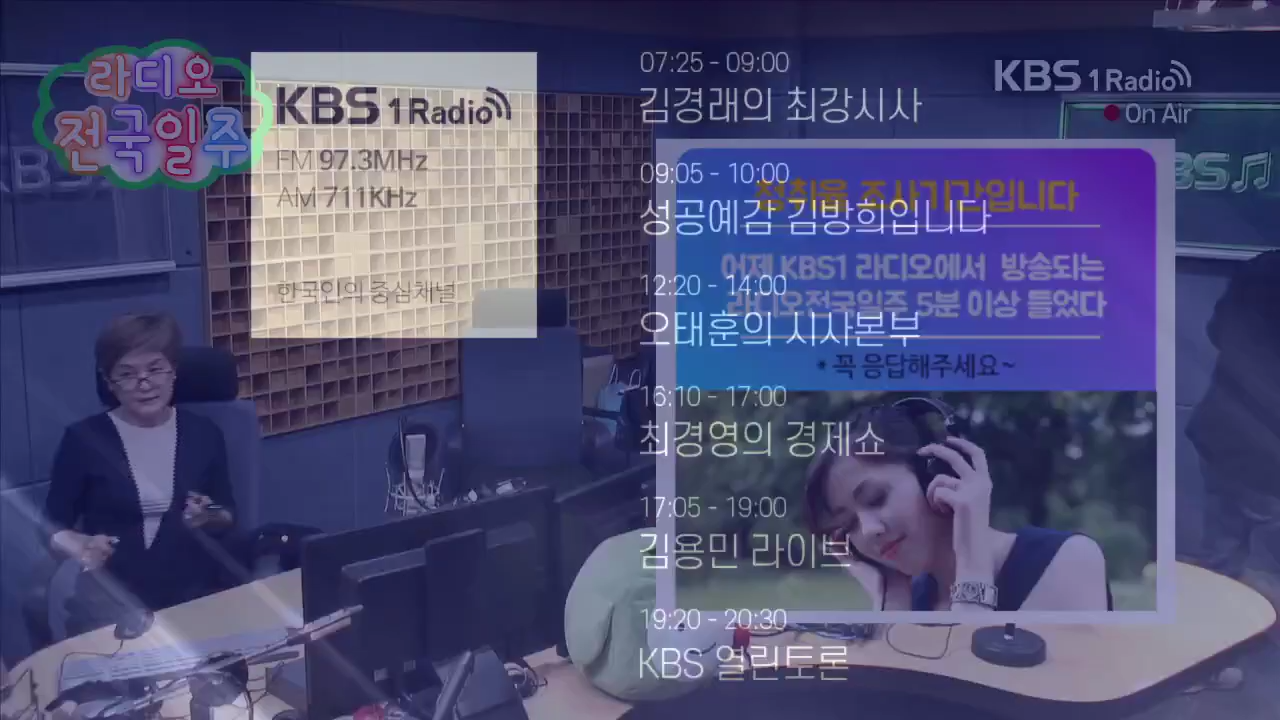 라디오
전국일주
KBS 1 Radio
FM 97.3MHz
AM 711KHz
한국인의 중심채널
07:25 - 09:00
김경래의 최강시사
09:05 - 10:00
성공예감 김방희입니다
12:20 - 14:00
오태훈의 시사본부
16:10 - 17:00
최경영의 경제쇼
17:05 - 19:00
김용민 라이브
19:20 - 20:30
KBS 열린토론
KBS 1 Radio
On Air
청취율 조사기간입니다
어제 KBS1 라디오에서 방송되는
라디오전국일주 5분 이상 들었다
* 꼭 응답해주세요~
KBS
KBS